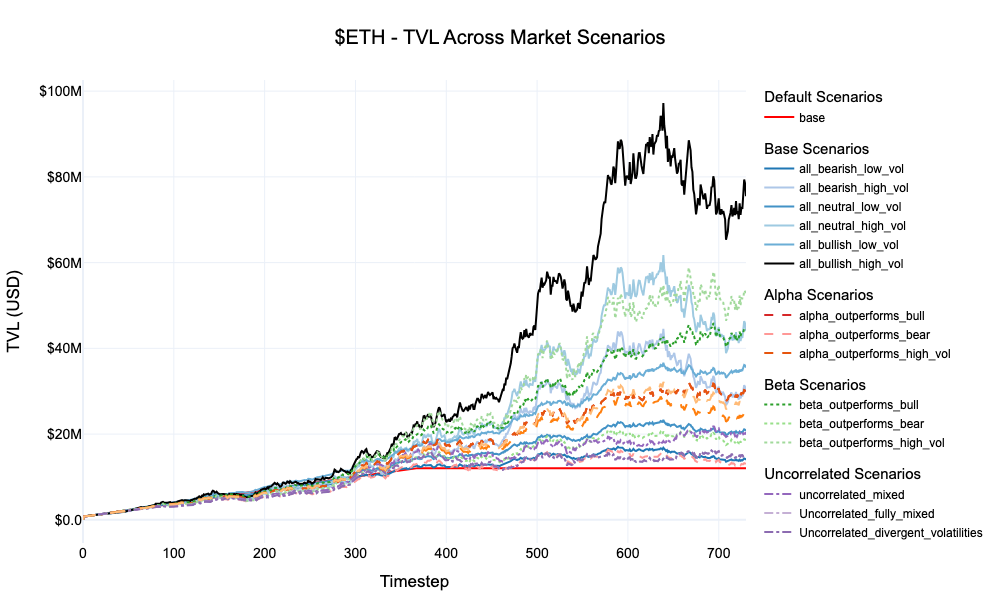 $ETH - TVL Across Market Scenarios
$100M
$80M
$60M
$40M
$20M
$0.0
TVL (USD)
0 100 200 300 400 500 600 700
Timestep
Default Scenarios
base
Base Scenarios
all_bearish_low_vol
all_bearish_high_vol
all_neutral_low_vol
all_neutral_high_vol
all_bullish_low_vol
all_bullish_high_vol
Alpha Scenarios
alpha_outperforms_bull
alpha_outperforms_bear
alpha_outperforms_high_vol
Beta Scenarios
beta_outperforms_bull
beta_outperforms_bear
beta_outperforms_high_vol
Uncorrelated Scenarios
uncorrelated_mixed
Uncorrelated_fully_mixed
Uncorrelated_divergent_volatilities